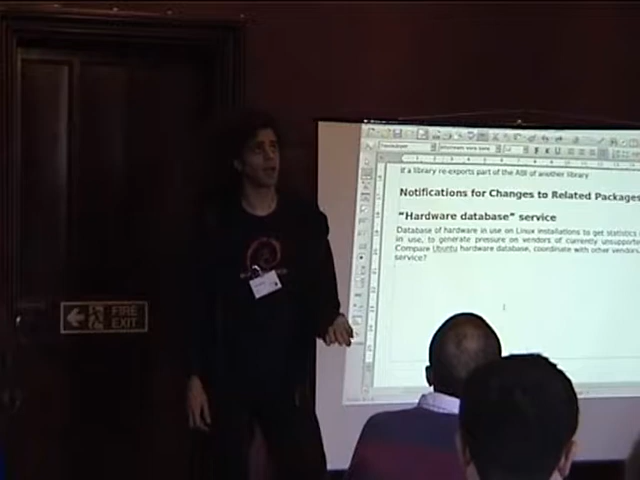 If a library re-exports part of the ABI of another library
Notifications for Changes to Related Packages
"Hardware database" service
Database of hardware in use on Linux installations to get statistics
in use, to generate pressure on vendors of currently unsupported
Compare Ubuntu hardware database, coordinate with other vendors
service?
FIRE
EXIT